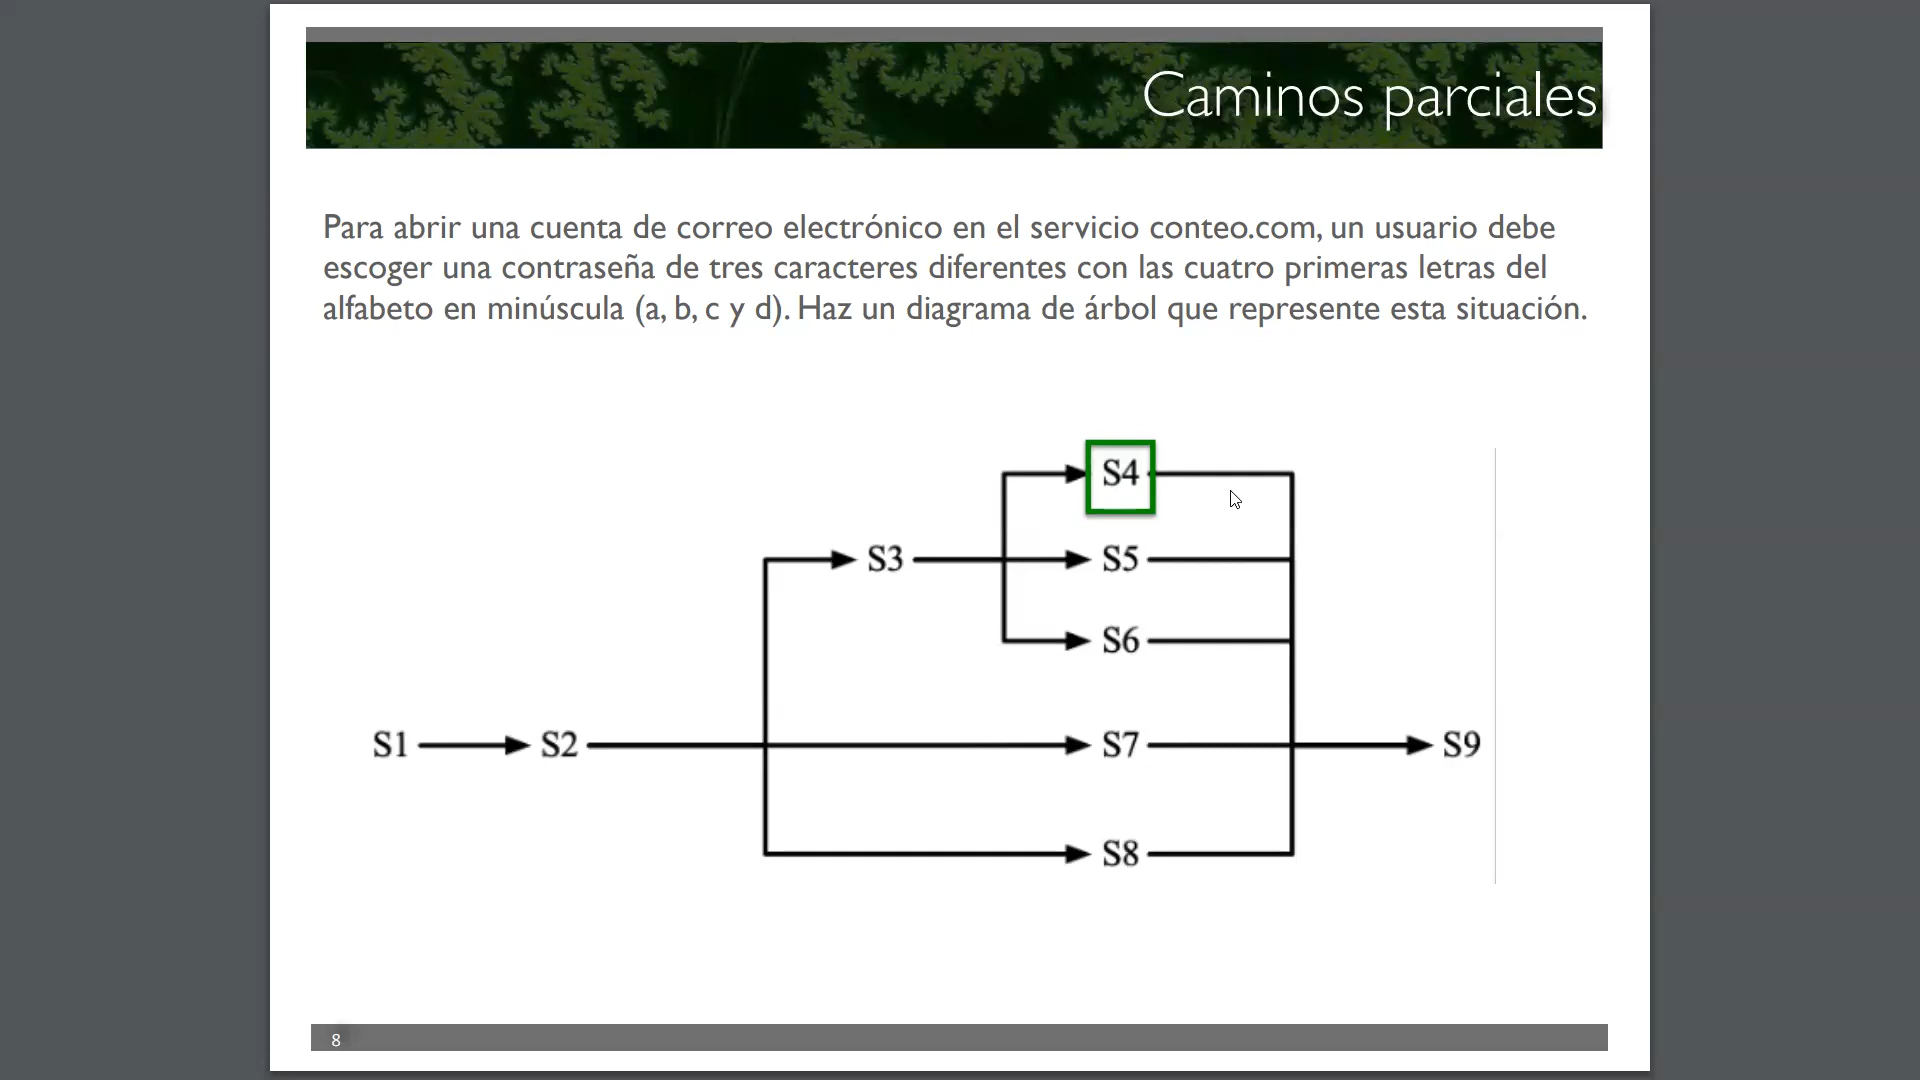 Caminos parciales
Para abrir una cuenta de correo electrónico en el servicio conteo.com, un usuario debe
escoger una contraseña de tres caracteres diferentes con las cuatro primeras letras del
alfabeto en minúscula (a, b, c y d). Haz un diagrama de árbol que represente esta situación.
S4
S3 S5
S6
S1 S2 S7 S9
S8
8